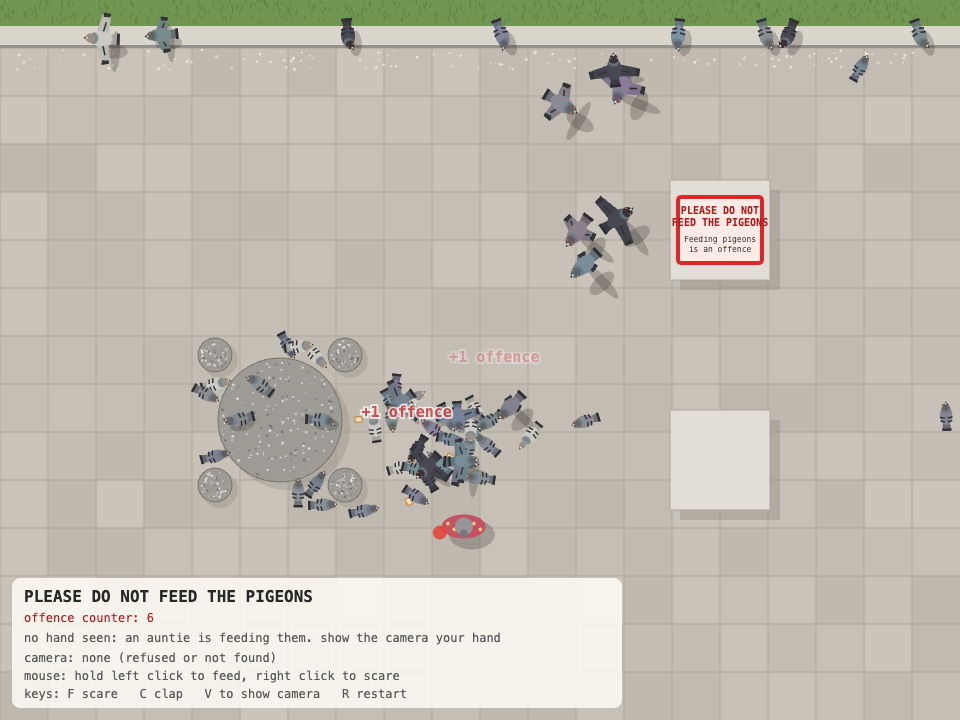 PLEASE DO NOT
FEED THE PIGEONS
Feeding pigeons
is an offence
+1 offence
+1 offence
PLEASE DO NOT FEED THE PIGEONS
offence counter: 6
no hand seen: an auntie is feeding them. show the camera your hand
camera: none (refused or not found)
mouse: hold left click to feed, right click to scare
keys: F scare   C clap   V to show camera   R restart